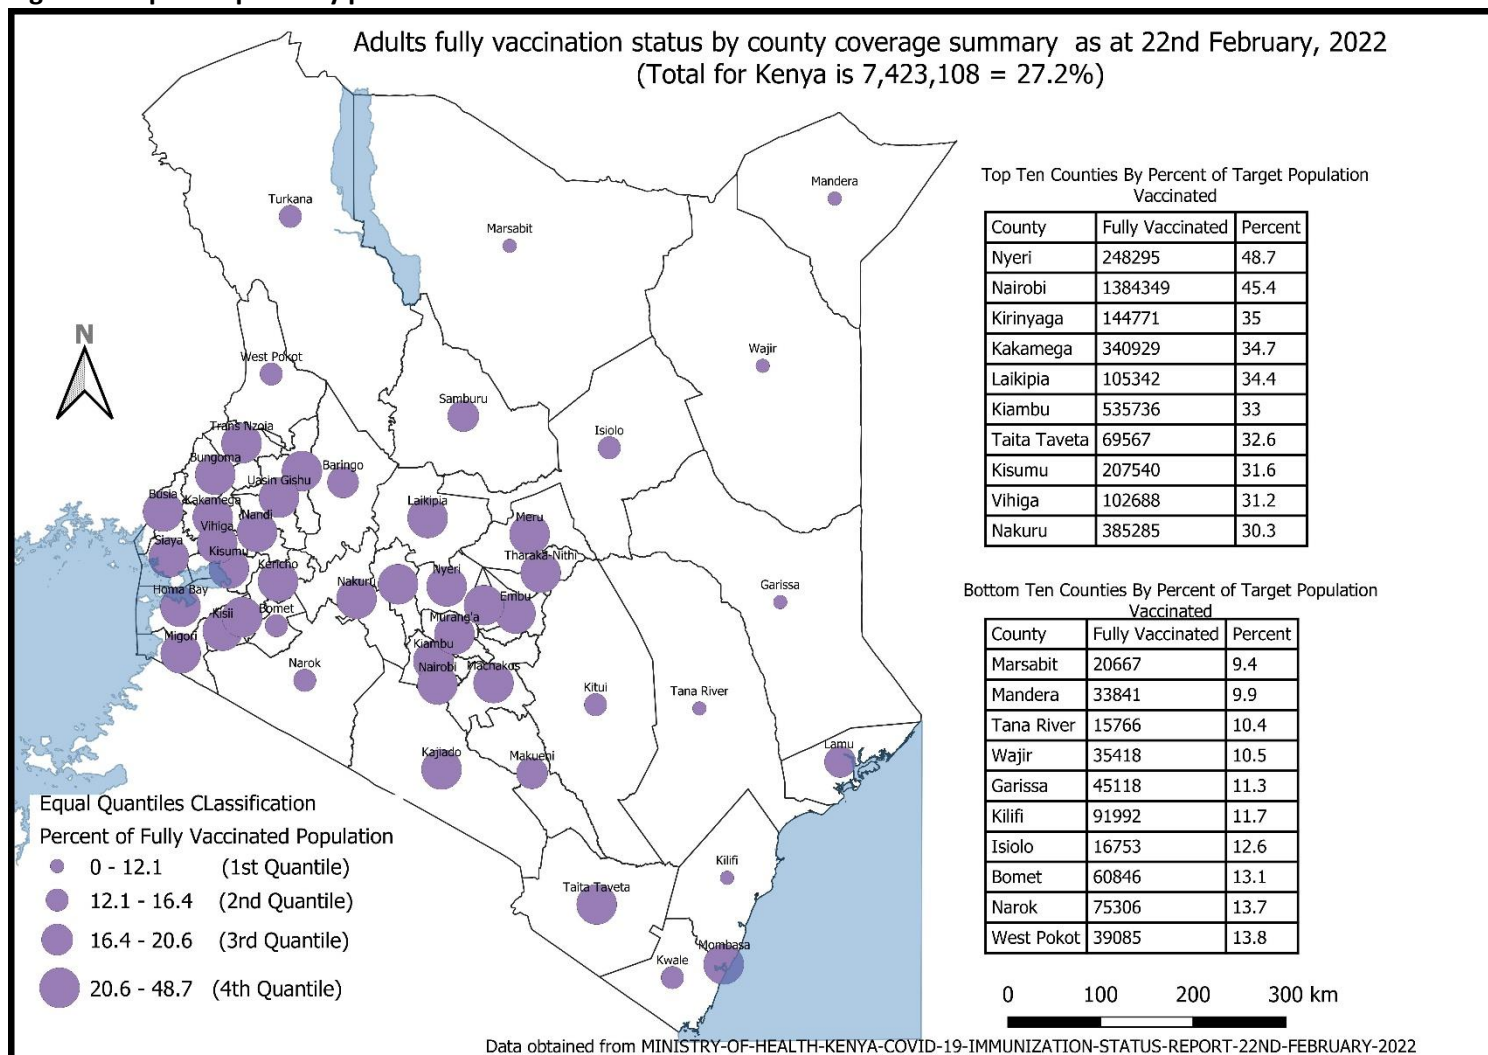 Adults fully vaccination status by county coverage summary as at 22nd February, 2022
(Total for Kenya is 7,423,108 = 27.2%)
Mandera
Turkana
Marsabit
N
Wajir
West Pokot
Samburu
Isiolo
Trans Nzoia
Bungoma
Baringo
Uasin Gishu
Busia
Kakamega
Laikipia
Nandi
Meru
Vihiga
Siaya
Kisumu
Tharaka-Nithi
Kericho
Nakuru
Nyeri
Garissa
Homa Bay
Embu
Kisii
Bomet
Murang'a
Migori
Kiambu
Narok
Nairobi
Machakos
Kitui
Tana River
Kajiado
Makueni
Lamu
Kilifi
Taita Taveta
Mombasa
Kwale
Top Ten Counties By Percent of Target Population
Vaccinated
County Fully Vaccinated Percent
Nyeri 248295 48.7
Nairobi 1384349 45.4
Kirinyaga 144771 35
Kakamega 340929 34.7
Laikipia 105342 34.4
Kiambu 535736 33
Taita Taveta 69567 32.6
Kisumu 207540 31.6
Vihiga 102688 31.2
Nakuru 385285 30.3
Bottom Ten Counties By Percent of Target Population
Vaccinated
County Fully Vaccinated Percent
Marsabit 20667 9.4
Mandera 33841 9.9
Tana River 15766 10.4
Wajir 35418 10.5
Garissa 45118 11.3
Kilifi 91992 11.7
Isiolo 16753 12.6
Bomet 60846 13.1
Narok 75306 13.7
West Pokot 39085 13.8
Equal Quantiles CLassification
Percent of Fully Vaccinated Population
0 - 12.1 (1st Quantile)
12.1 - 16.4 (2nd Quantile)
16.4 - 20.6 (3rd Quantile)
20.6 - 48.7 (4th Quantile)
0 100 200 300 km
Data obtained from MINISTRY-OF-HEALTH-KENYA-COVID-19-IMMUNIZATION-STATUS-REPORT-22ND-FEBRUARY-2022